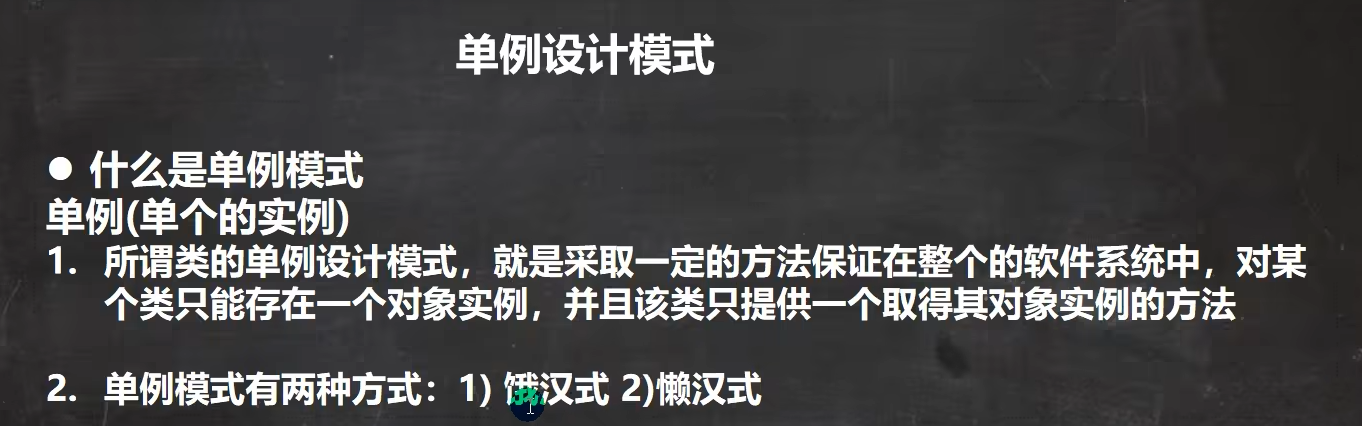 单例设计模式
● 什么是单例模式
单例(单个的实例)
1. 所谓类的单例设计模式，就是采取一定的方法保证在整个的软件系统中，对某
个类只能存在一个对象实例，并且该类只提供一个取得其对象实例的方法
2. 单例模式有两种方式：1) 饿汉式 2)懒汉式